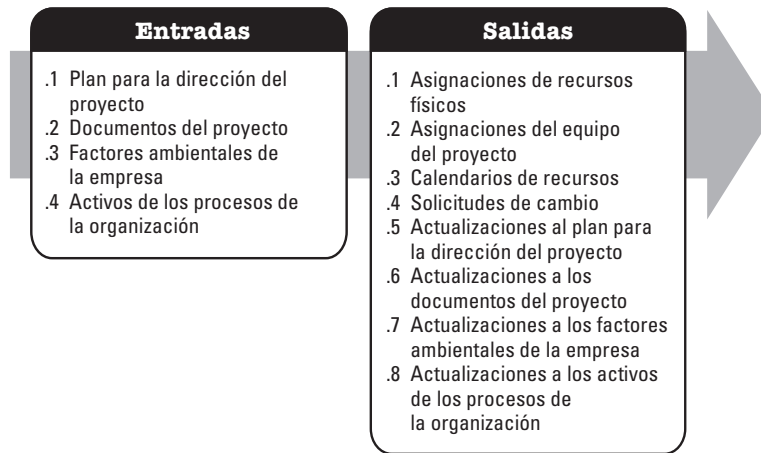 Entradas
.1 Plan para la dirección del
proyecto
.2 Documentos del proyecto
.3 Factores ambientales de
la empresa
.4 Activos de los procesos de
la organización
Salidas
.1 Asignaciones de recursos
físicos
.2 Asignaciones del equipo
del proyecto
.3 Calendarios de recursos
.4 Solicitudes de cambio
.5 Actualizaciones al plan para
la dirección del proyecto
.6 Actualizaciones a los
documentos del proyecto
.7 Actualizaciones a los factores
ambientales de la empresa
.8 Actualizaciones a los activos
de los procesos de
la organización